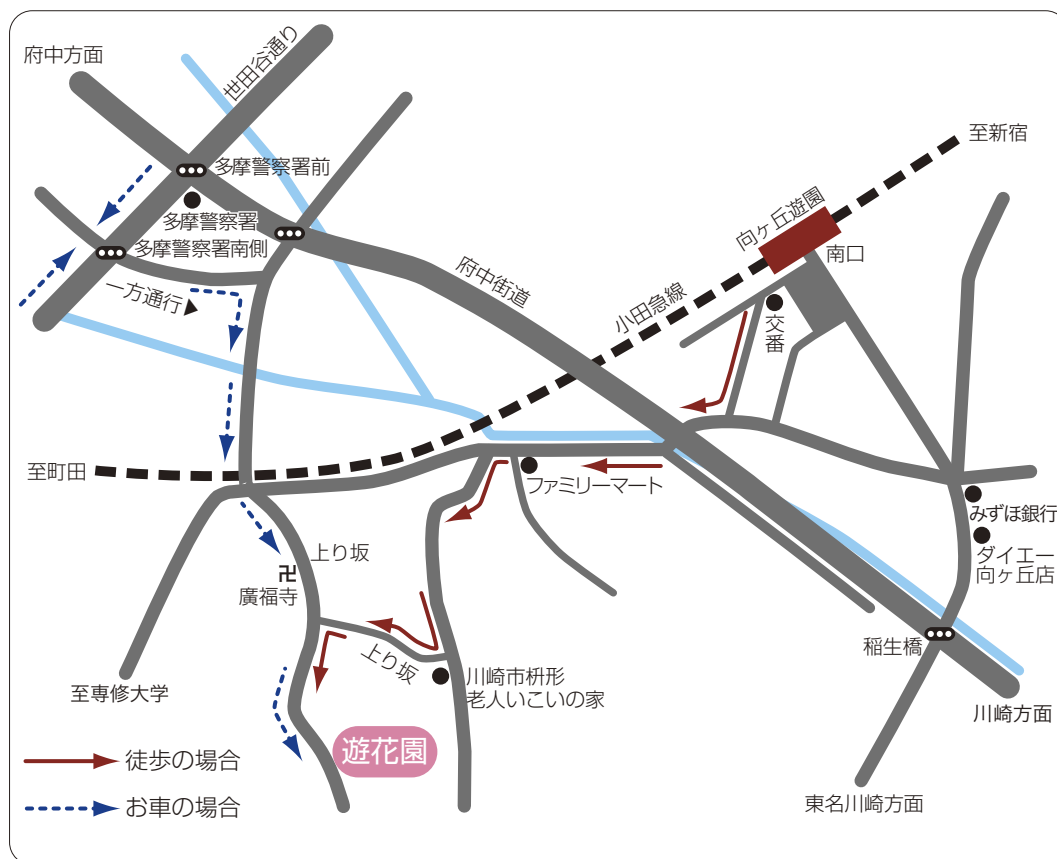 府中方面
世田谷通り
至新宿
多摩警察署前
多摩警察署
多摩警察署南側
向ヶ丘遊園
南口
府中街道
小田急線
交番
一方通行▲
至町田
ファミリーマート
みずほ銀行
ダイエー
向ヶ丘店
上り坂
卍
廣福寺
稲生橋
上り坂
川崎市枡形
老人いこいの家
至専修大学
川崎方面
遊花園
徒歩の場合
お車の場合
東名川崎方面